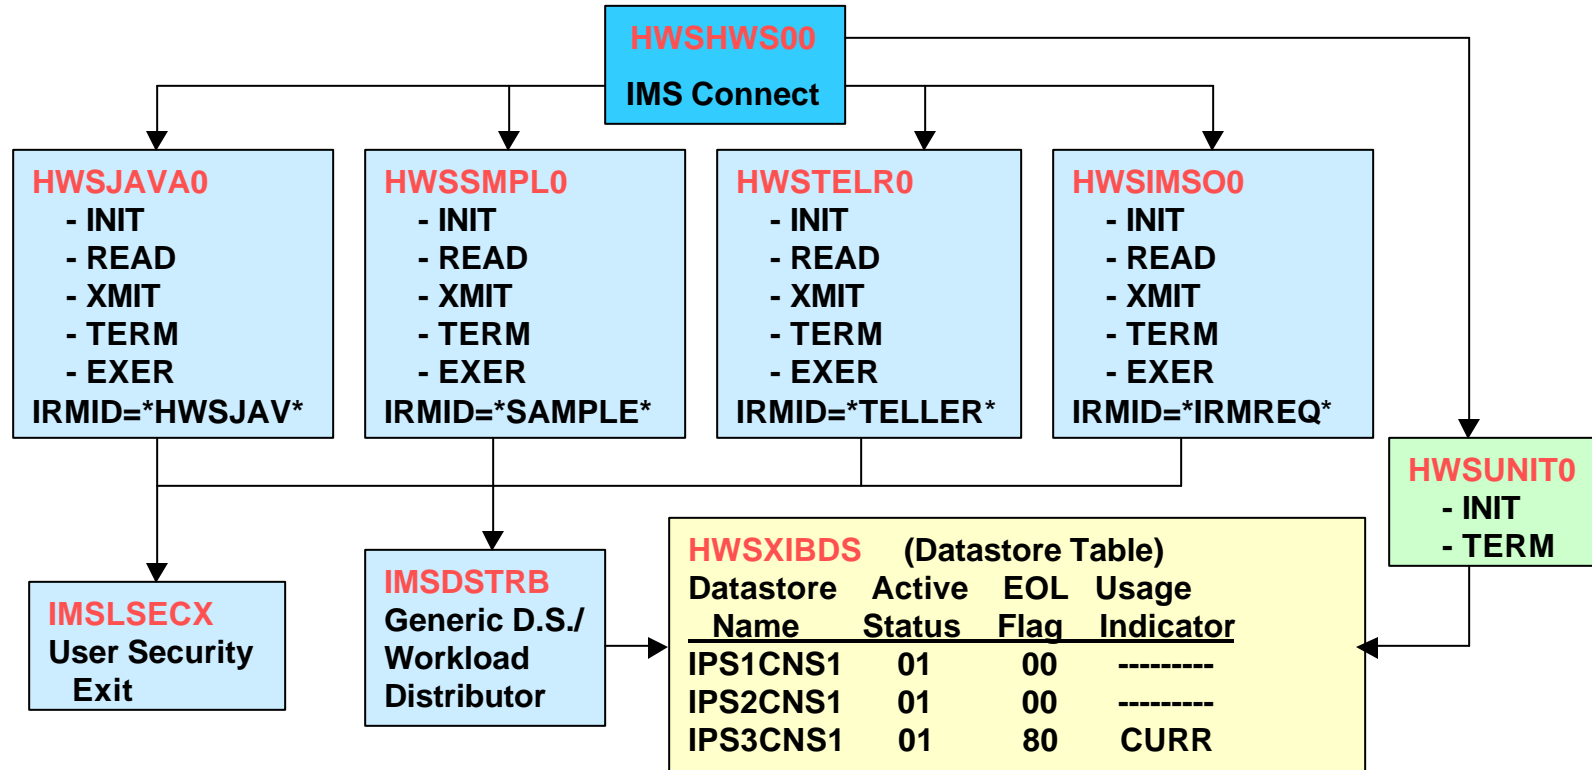 HWSHWS00
IMS Connect
HWSJAVA0
- INIT
- READ
- XMIT
- TERM
- EXER
IRMID=*HWSJAV*
HWSSMPL0
- INIT
- READ
- XMIT
- TERM
- EXER
IRMID=*SAMPLE*
HWSTELR0
- INIT
- READ
- XMIT
- TERM
- EXER
IRMID=*TELLER*
HWSIMSO0
- INIT
- READ
- XMIT
- TERM
- EXER
IRMID=*IRMREQ*
HWSUNIT0
- INIT
- TERM
IMSLSECX
User Security
Exit
IMSDSTRB
Generic D.S./
Workload
Distributor
HWSXIBDS (Datastore Table)
Datastore Active EOL Usage
Name Status Flag Indicator
IPS1CNS1 01 00 ---------
IPS2CNS1 01 00 ---------
IPS3CNS1 01 80 CURR